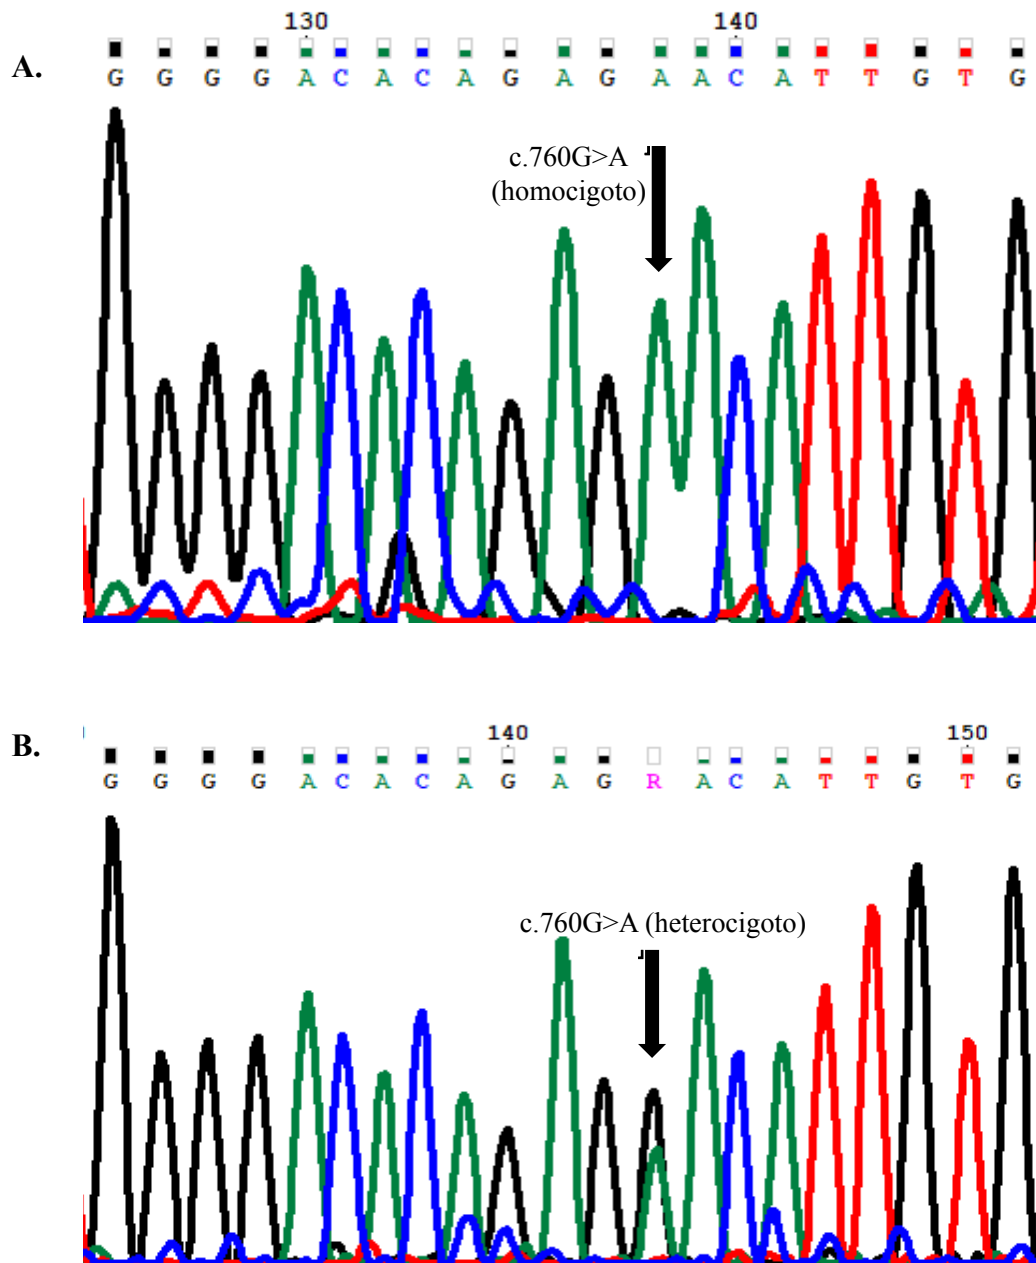 130 140
A.
G G G G A C A C A G A G A A C A T T G T G
c.760G>A
(homocigoto)
140 150
B.
G G G G A C A C A G A G R A C A T T G T G
c.760G>A (heterocigoto)